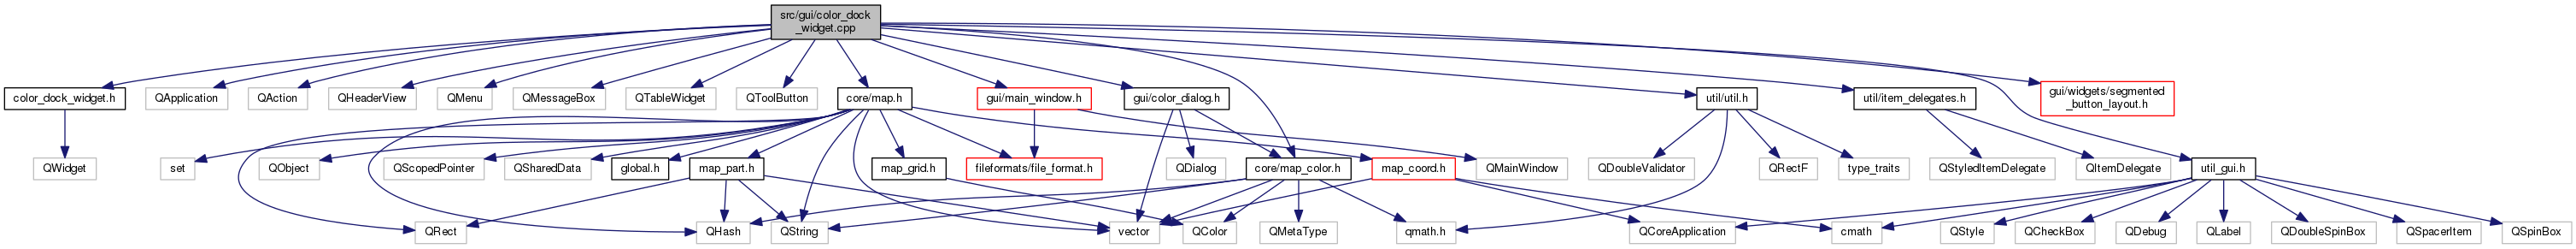 src/gui/color_dock
_widget.cpp
color_dock_widget.h
QApplication
QAction
QHeaderView
QMenu
QMessageBox
QTableWidget
QToolButton
core/map.h
gui/main_window.h
gui/color_dialog.h
util/util.h
util/item_delegates.h
gui/widgets/segmented
_button_layout.h
QWidget
set
QObject
QScopedPointer
QSharedData
global.h
map_part.h
map_grid.h
fileformats/file_format.h
QDialog
core/map_color.h
map_coord.h
QMainWindow
QDoubleValidator
QRectF
type_traits
QStyledItemDelegate
QItemDelegate
util_gui.h
QRect
QHash
QString
vector
QColor
QMetaType
qmath.h
QCoreApplication
cmath
QStyle
QCheckBox
QDebug
QLabel
QDoubleSpinBox
QSpacerItem
QSpinBox